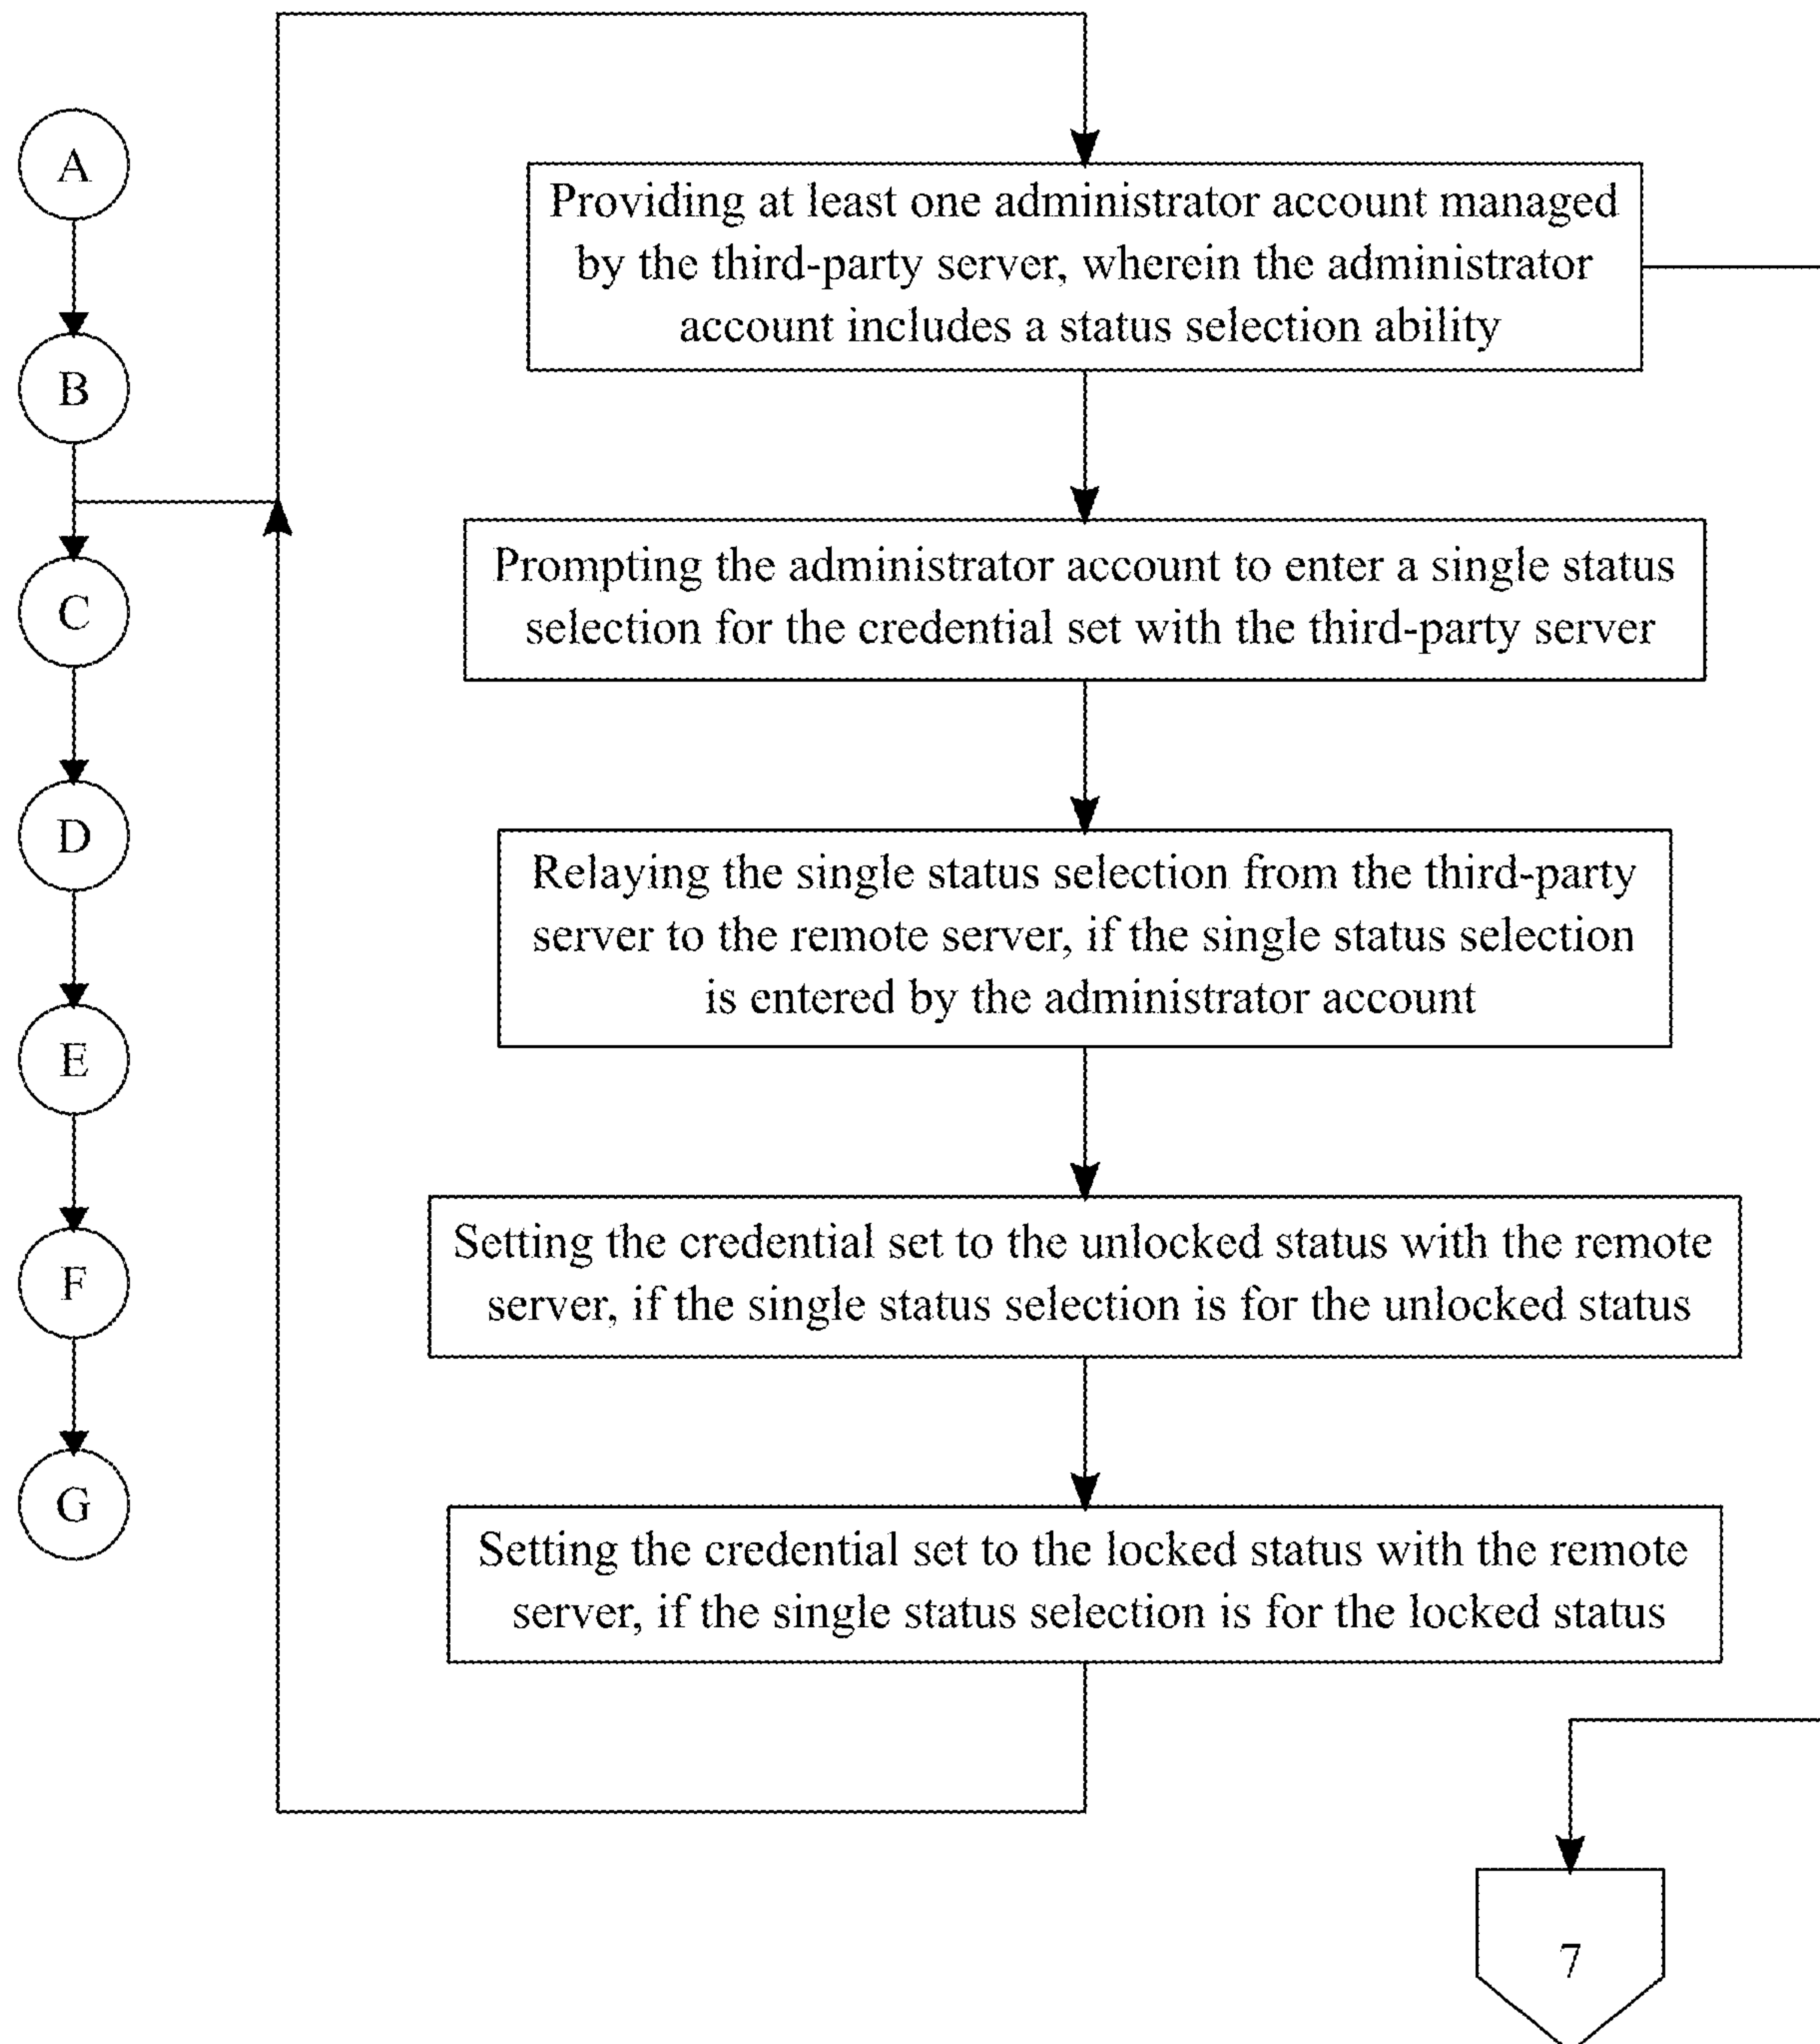 A
B
C
D
E
F
G
Providing at least one administrator account managed
by the third-party server, wherein the administrator
account includes a status selection ability
Prompting the administrator account to enter a single status
selection for the credential set with the third-party server
Relaying the single status selection from the third-party
server to the remote server, if the single status selection
is entered by the administrator account
Setting the credential set to the unlocked status with the remote
server, if the single status selection is for the unlocked status
Setting the credential set to the locked status with the remote
server, if the single status selection is for the locked status
7